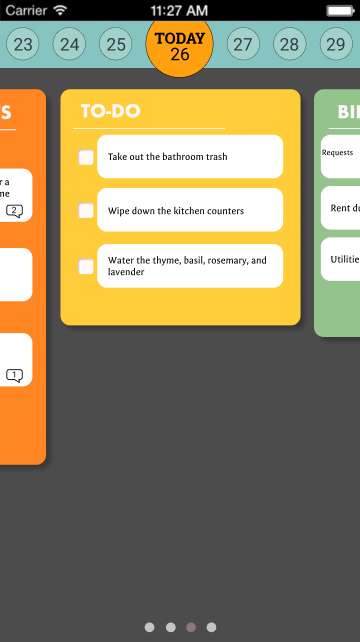 Carrier 11:27 AM
23 24 25 TODAY 26 27 28 29
TO-DO
Take out the bathroom trash
Wipe down the kitchen counters
Water the thyme, basil, rosemary, and
lavender
S
r a
me
2
1
BI
Requests
Rent du
Utilitie